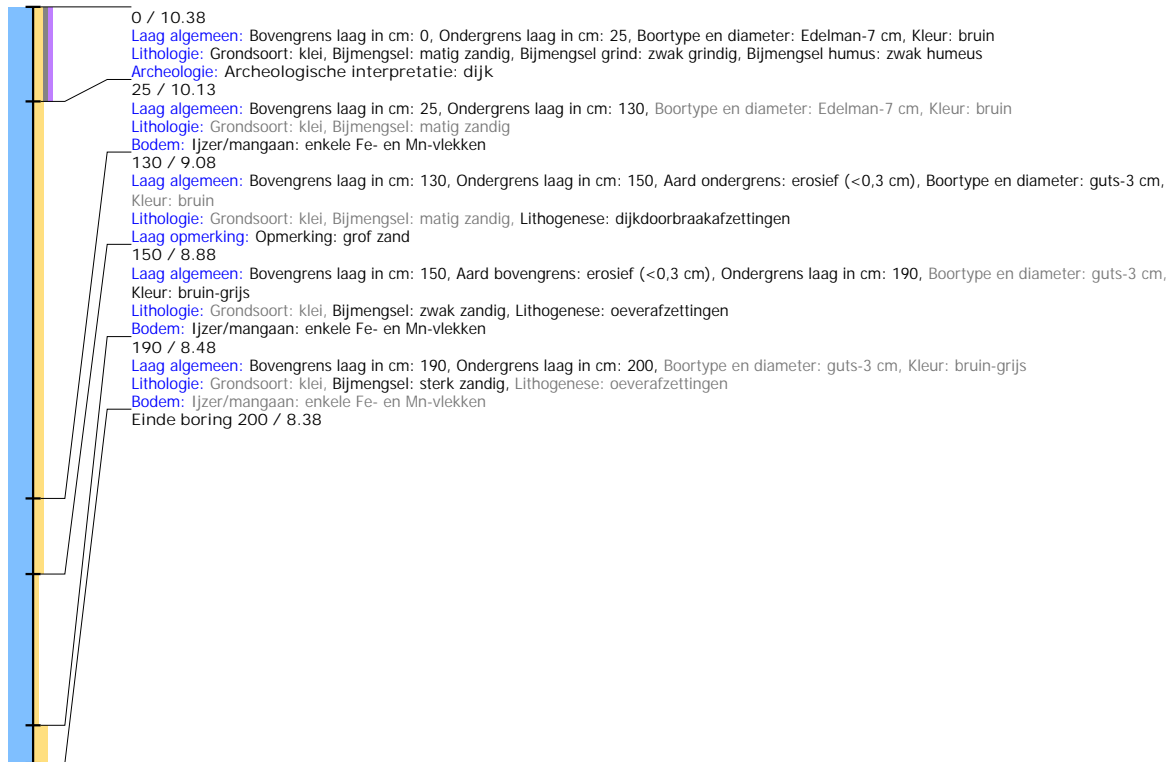 0 / 10.38
Laag algemeen: Bovengrens laag in cm: 0, Ondergrens laag in cm: 25, Boortype en diameter: Edelman-7 cm, Kleur: bruin
Lithologie: Grondsoort: klei, Bijmengsel: matig zandig, Bijmengsel grind: zwak grindig, Bijmengsel humus: zwak humeus
Archeologie: Archeologische interpretatie: dijk
25 / 10.13
Laag algemeen: Bovengrens laag in cm: 25, Ondergrens laag in cm: 130, Boortype en diameter: Edelman-7 cm, Kleur: bruin
Lithologie: Grondsoort: klei, Bijmengsel: matig zandig
Bodem: Ijzer/mangaan: enkele Fe- en Mn-vlekken
130 / 9.08
Laag algemeen: Bovengrens laag in cm: 130, Ondergrens laag in cm: 150, Aard ondergrens: erosief (<0,3 cm), Boortype en diameter: guts-3 cm,
Kleur: bruin
Lithologie: Grondsoort: klei, Bijmengsel: matig zandig, Lithogenese: dijkdoorbraakafzettingen
Laag opmerking: Opmerking: grof zand
150 / 8.88
Laag algemeen: Bovengrens laag in cm: 150, Aard bovengrens: erosief (<0,3 cm), Ondergrens laag in cm: 190, Boortype en diameter: guts-3 cm,
Kleur: bruin-grijs
Lithologie: Grondsoort: klei, Bijmengsel: zwak zandig, Lithogenese: oeverafzettingen
Bodem: Ijzer/mangaan: enkele Fe- en Mn-vlekken
190 / 8.48
Laag algemeen: Bovengrens laag in cm: 190, Ondergrens laag in cm: 200, Boortype en diameter: guts-3 cm, Kleur: bruin-grijs
Lithologie: Grondsoort: klei, Bijmengsel: sterk zandig, Lithogenese: oeverafzettingen
Bodem: Ijzer/mangaan: enkele Fe- en Mn-vlekken
Einde boring 200 / 8.38